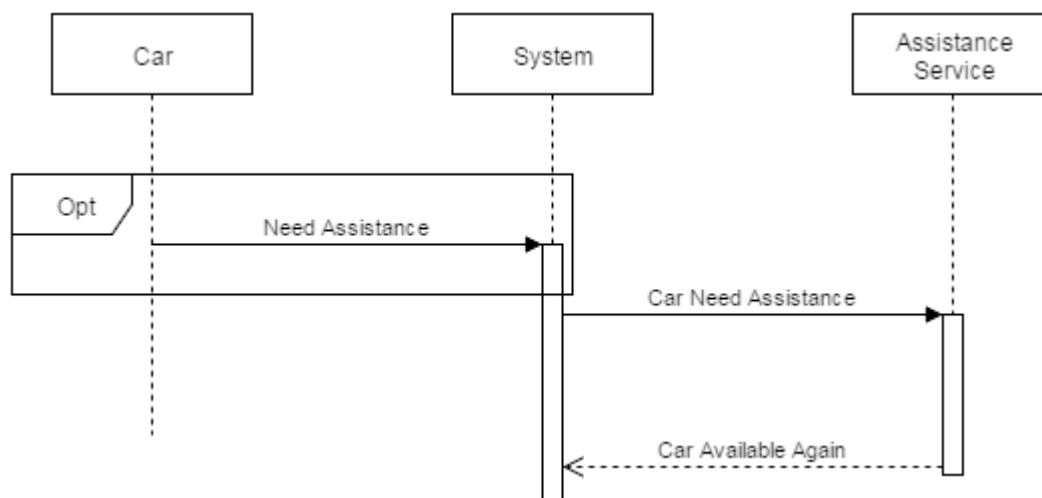 Car
System
Assistance
Service
Opt
Need Assistance
Car Need Assistance
Car Available Again